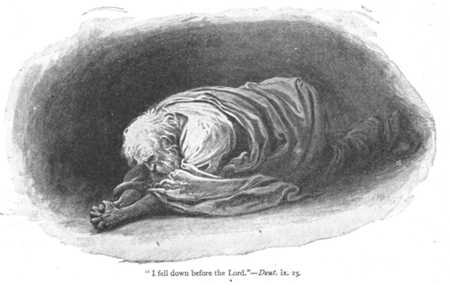 "I fell down before the Lord."—Deut. ix. 25.